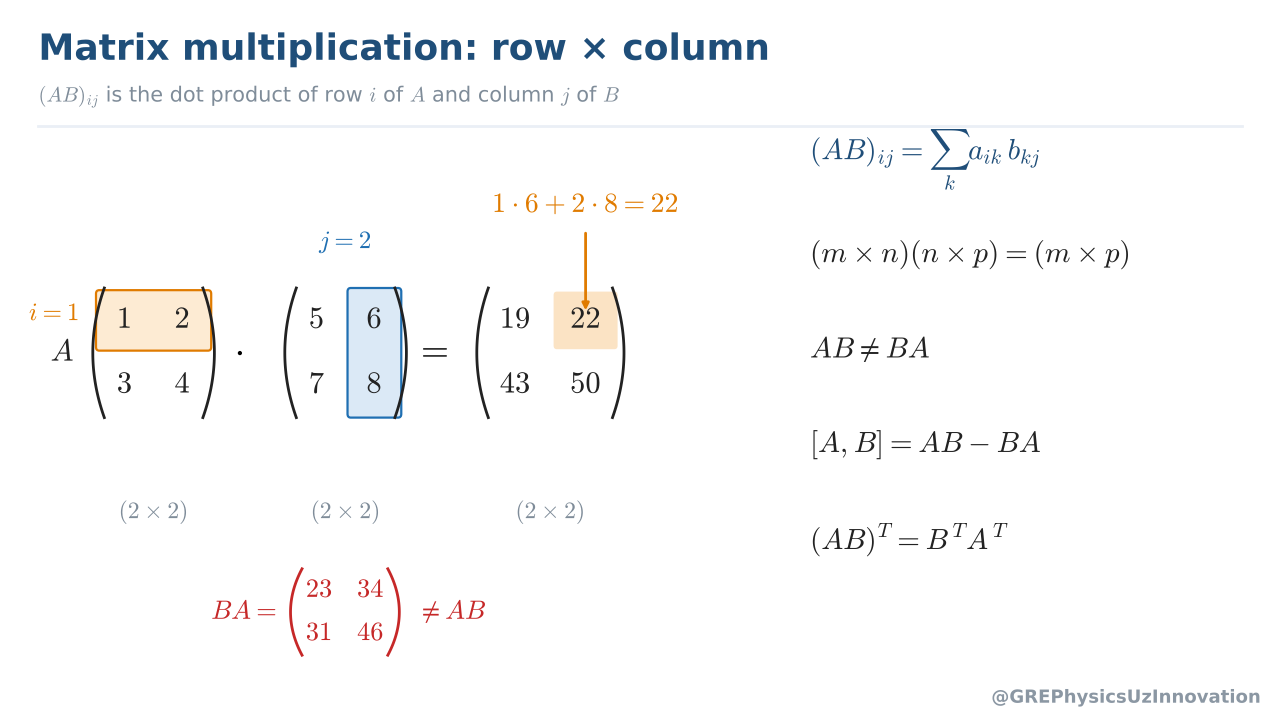 Matrix multiplication: row × column
(AB)ij is the dot product of row i of A and column j of B
(AB)ij = ∑k aik bkj
1 · 6 + 2 · 8 = 22
j = 2
(m × n)(n × p) = (m × p)
i = 1
1 2 5 6 19 22
A · =
3 4 7 8 43 50
AB ≠ BA
[A, B] = AB − BA
(2 × 2) (2 × 2) (2 × 2)
(AB)^T = B^T A^T
23 34
BA = ≠ AB
31 46
@GREPhysicsUzInnovation